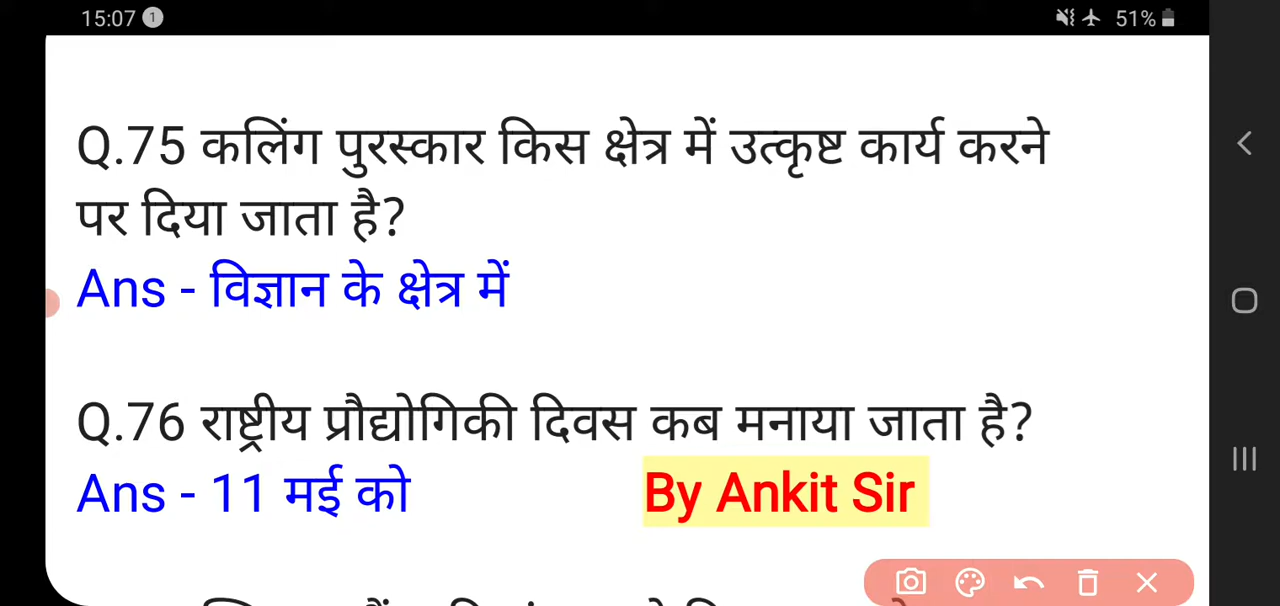 15:07 1 51%
Q.75 कलिंग पुरस्कार किस क्षेत्र में उत्कृष्ट कार्य करने
पर दिया जाता है?
Ans - विज्ञान के क्षेत्र में
Q.76 राष्ट्रीय प्रौद्योगिकी दिवस कब मनाया जाता है?
Ans - 11 मई को By Ankit Sir